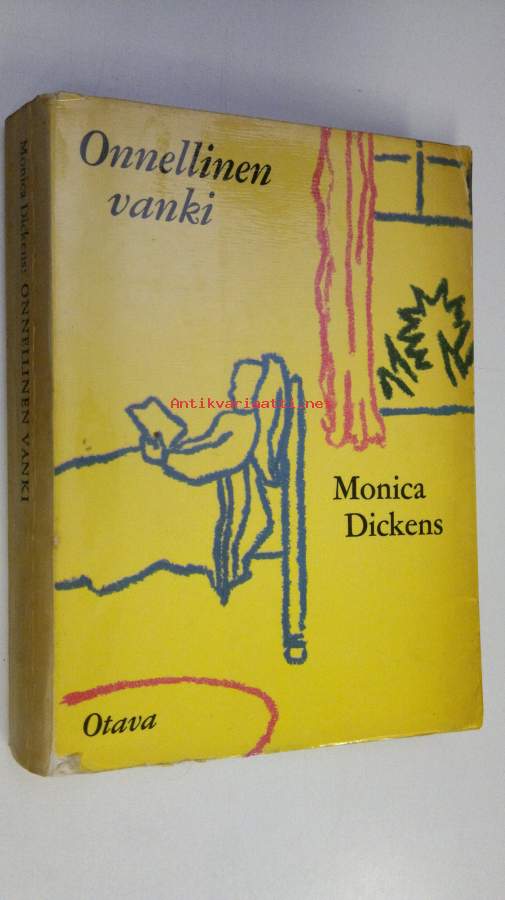 Onnellinen
vanki
Monica Dickens: ONNELLINEN VANKI
Antikvariaatti.net
Monica
Dickens
Otava